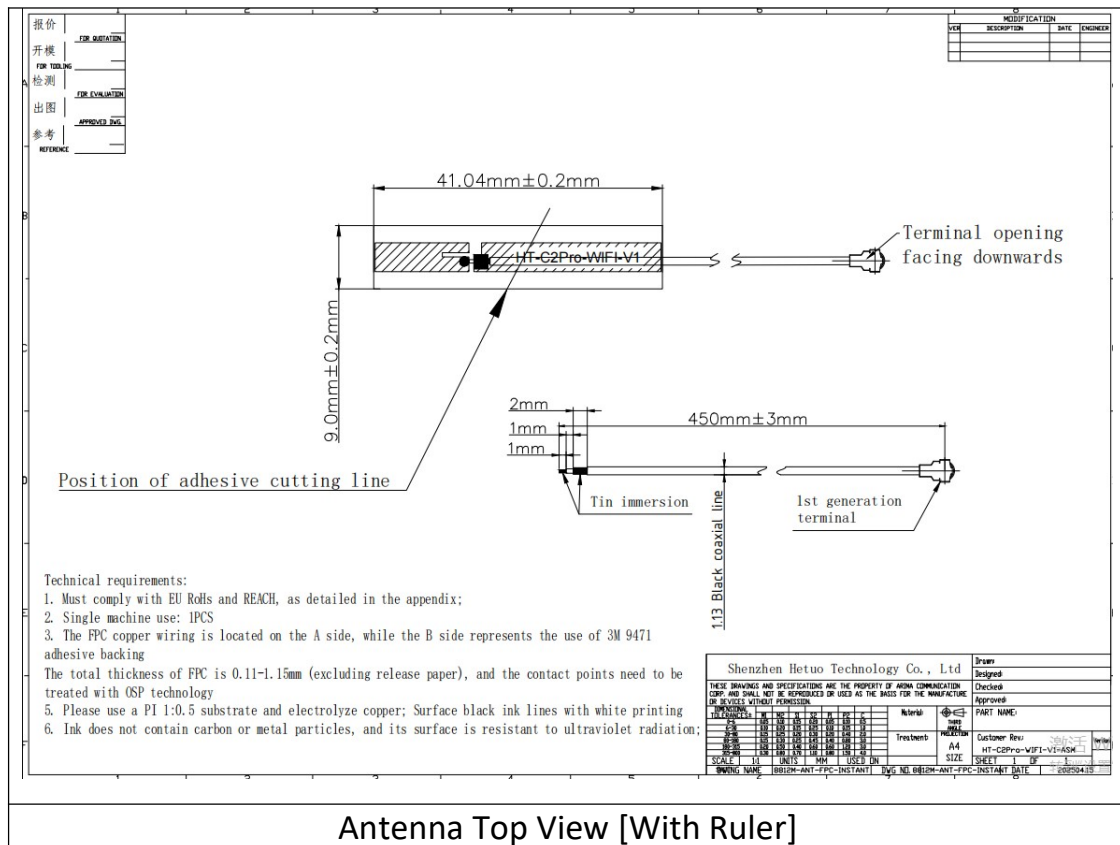 报价
FOR QUOTATION
开模
FOR TOOLING
检测
FOR EVALUATION
出图
APPROVED DWG
参考
REFERENCE
MODIFICATION
VER DESCRIPTION DATE ENGINEER
41.04mm±0.2mm
9.0mm±0.2mm
HT-C2Pro-WIFI-V1
Terminal opening
facing downwards
Position of adhesive cutting line
2mm
1mm
1mm
450mm±3mm
Tin immersion
1.13 Black coaxial line
1st generation
terminal
Technical requirements:
1. Must comply with EU RoHs and REACH, as detailed in the appendix;
2. Single machine use: 1PCS
3. The FPC copper wiring is located on the A side, while the B side represents the use of 3M 9471
adhesive backing
The total thickness of FPC is 0.11-1.15mm (excluding release paper), and the contact points need to be
treated with OSP technology
5. Please use a PI 1:0.5 substrate and electrolyze copper; Surface black ink lines with white printing
6. Ink does not contain carbon or metal particles, and its surface is resistant to ultraviolet radiation;
Shenzhen Hetuo Technology Co., Ltd
THESE DRAWINGS AND SPECIFICATIONS ARE THE PROPERTY OF ARIMA COMMUNICATION
CORP. AND SHALL NOT BE REPRODUCED OR USED AS THE BASIS FOR THE MANUFACTURE
OR DEVICES WITHOUT PERMISSION.
Drawn:
Designed:
Checked:
Approved:
DIMENSIONAL
TOLERANCES:
Material:
Treatment:
THIRD
ANGLE
PROJECTION
A4
SIZE
PART NAME:
Customer Rev:
HT-C2Pro-WIFI-V1-ASM
SCALE 1:1 UNITS MM USED ON
SHEET 1 OF 1
DRAWING NAME 8812M-ANT-FPC-INSTANT DWG NO. 8812M-ANT-FPC-INSTANT DATE 20250415
Antenna Top View [With Ruler]